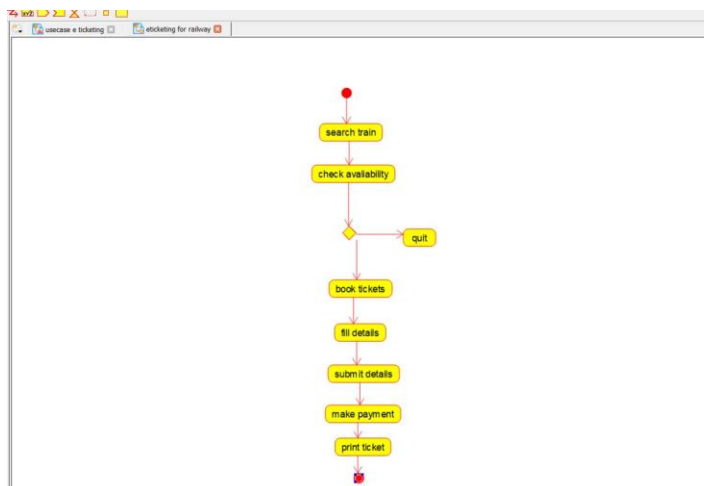 usecase e ticketing
eticketing for railway
search train
check avaliability
quit
book tickets
fill details
submit details
make payment
print ticket